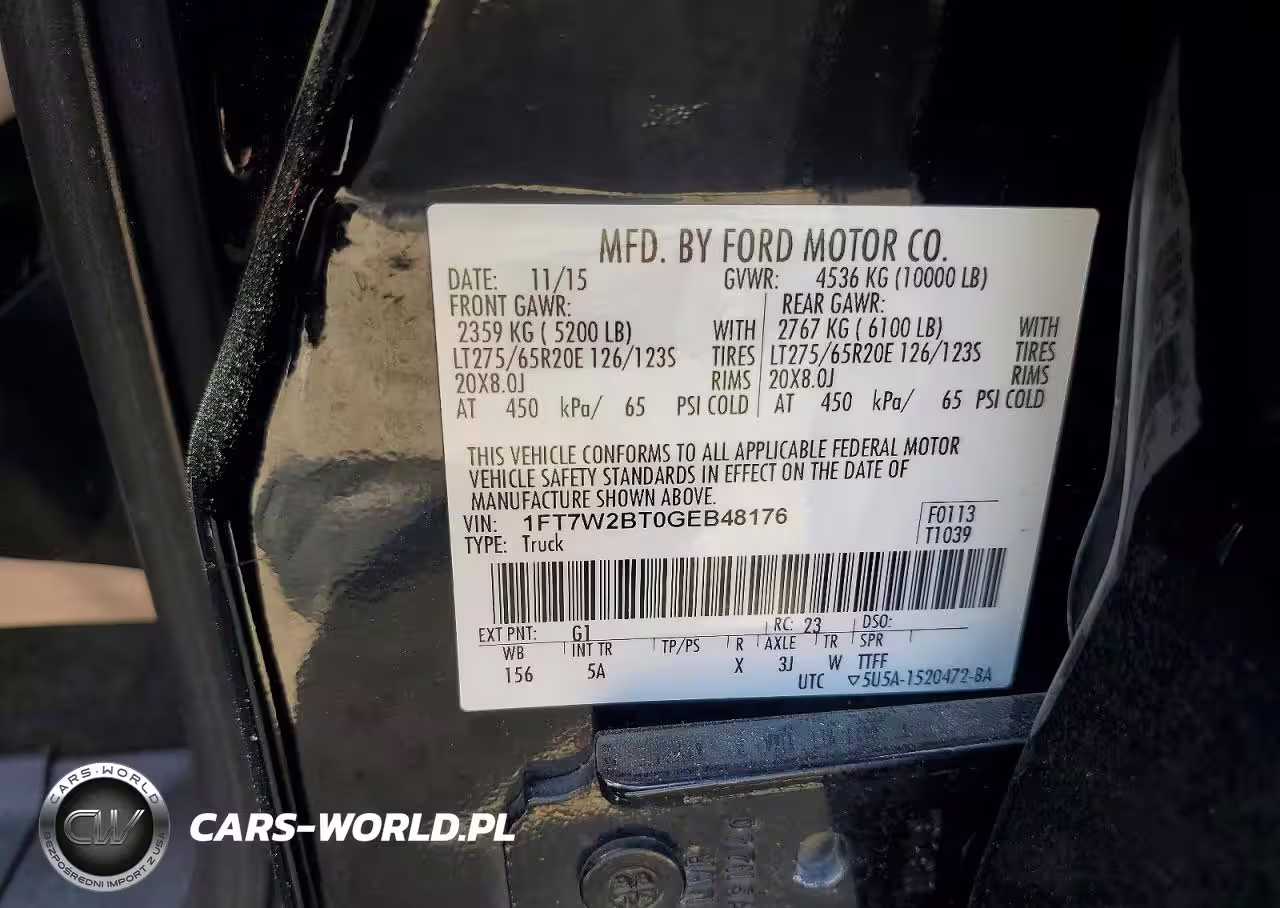 MFD. BY FORD MOTOR CO.
DATE: 11/15 GVWR: 4536 KG (10000 LB)
FRONT GAWR: REAR GAWR:
2359 KG ( 5200 LB) WITH 2767 KG ( 6100 LB) WITH
LT275/65R20E 126/123S TIRES LT275/65R20E 126/123S TIRES
20X8.0J RIMS 20X8.0J RIMS
AT 450 kPa/ 65 PSI COLD AT 450 kPa/ 65 PSI COLD
THIS VEHICLE CONFORMS TO ALL APPLICABLE FEDERAL MOTOR
VEHICLE SAFETY STANDARDS IN EFFECT ON THE DATE OF
MANUFACTURE SHOWN ABOVE.
VIN: 1FT7W2BT0GEB48176 F0113
TYPE: Truck T1039
EXT PNT: G1 RC: 23 DSO:
WB INT TR TP/PS R AXLE TR SPR
156 5A X 3J W TTFF
UTC ▽5U5A-1520472-BA
CARS-WORLD
CW
BEZPOŚREDNI IMPORT Z USA
CARS-WORLD.PL